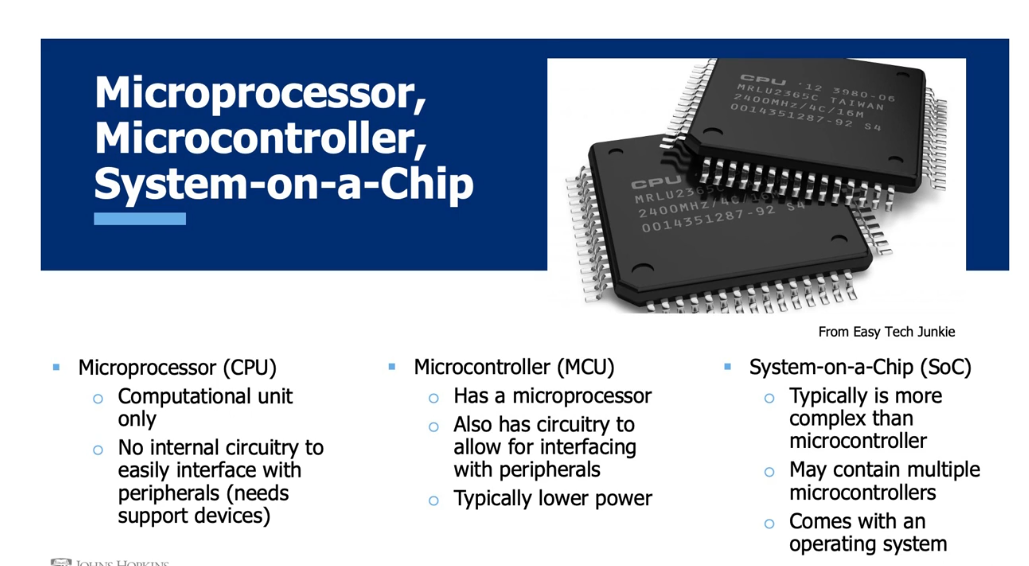 Microprocessor,
Microcontroller,
System-on-a-Chip
CPU '12 3980-06
MRLU2365C TAIWAN
2400MHz/4C/16M
0014351287-92 S4
CPU
MRLU2365C
2400MHZ/4C/16M
0014351287-92 S4
From Easy Tech Junkie
Microprocessor (CPU)
Computational unit
only
No internal circuitry to
easily interface with
peripherals (needs
support devices)
Microcontroller (MCU)
Has a microprocessor
Also has circuitry to
allow for interfacing
with peripherals
Typically lower power
System-on-a-Chip (SoC)
Typically is more
complex than
microcontroller
May contain multiple
microcontrollers
Comes with an
operating system
JOHNS HOPKINS